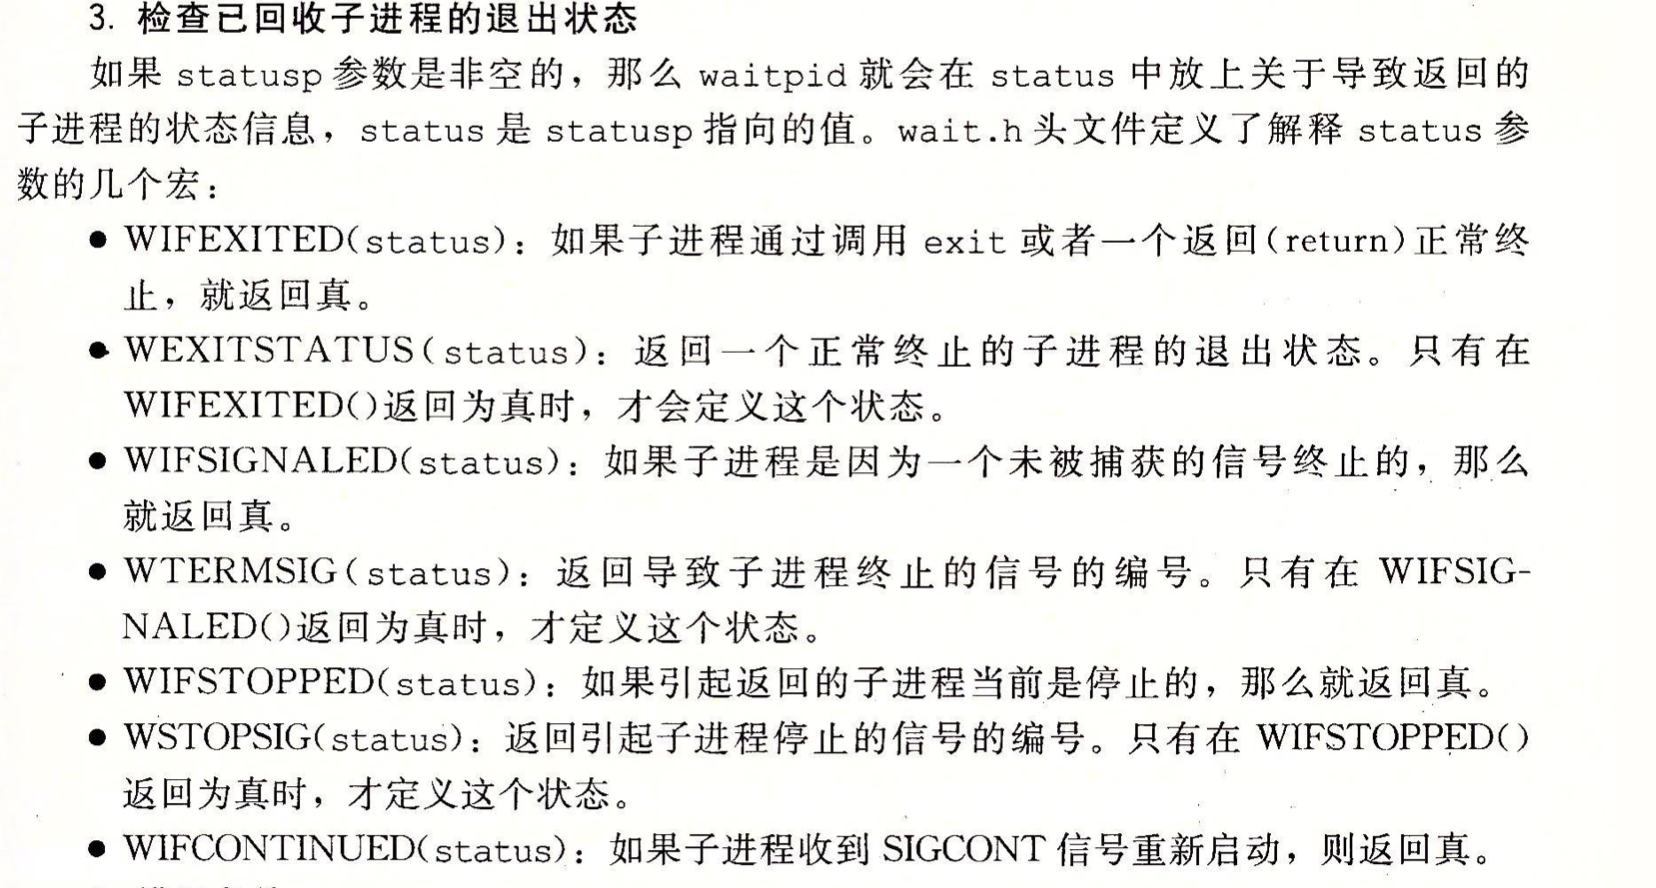 3. 检查已回收子进程的退出状态
如果 statusp 参数是非空的，那么 waitpid 就会在 status 中放上关于导致返回的
子进程的状态信息，status 是 statusp 指向的值。wait.h 头文件定义了解释 status 参
数的几个宏：
● WIFEXITED(status)：如果子进程通过调用 exit 或者一个返回(return)正常终
止，就返回真。
● WEXITSTATUS(status)：返回一个正常终止的子进程的退出状态。只有在
WIFEXITED()返回为真时，才会定义这个状态。
● WIFSIGNALED(status)：如果子进程是因为一个未被捕获的信号终止的，那么
就返回真。
● WTERMSIG(status)：返回导致子进程终止的信号的编号。只有在 WIFSIG-
NALED()返回为真时，才定义这个状态。
● WIFSTOPPED(status)：如果引起返回的子进程当前是停止的，那么就返回真。
● WSTOPSIG(status)：返回引起子进程停止的信号的编号。只有在 WIFSTOPPED()
返回为真时，才定义这个状态。
● WIFCONTINUED(status)：如果子进程收到 SIGCONT 信号重新启动，则返回真。